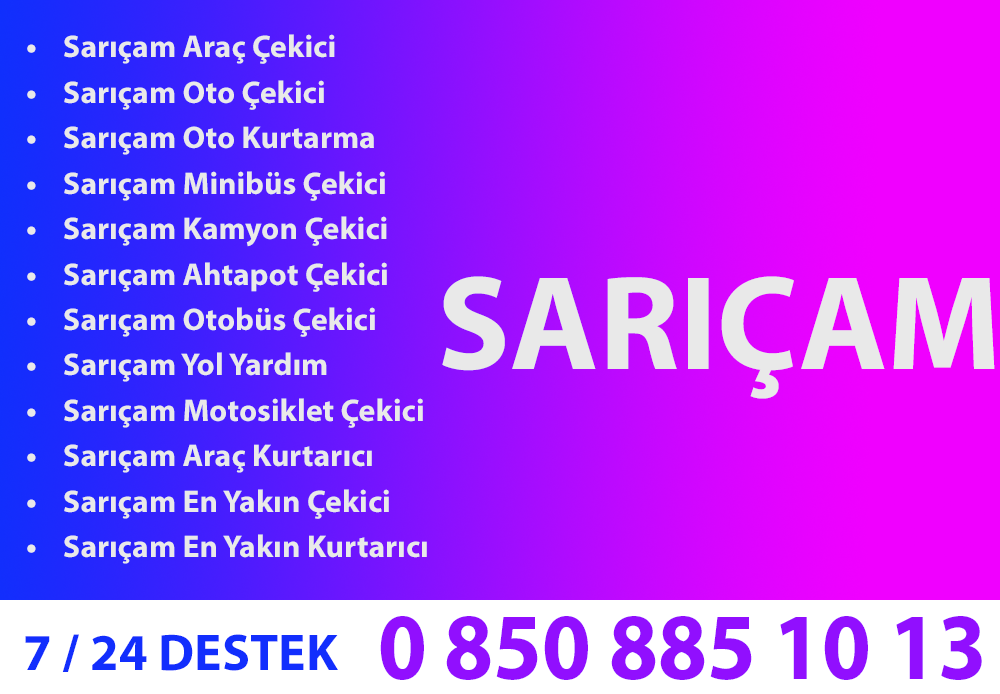 • Sarıçam Araç Çekici
• Sarıçam Oto Çekici
• Sarıçam Oto Kurtarma
• Sarıçam Minibüs Çekici
• Sarıçam Kamyon Çekici
• Sarıçam Ahtapot Çekici
• Sarıçam Otobüs Çekici
• Sarıçam Yol Yardım
• Sarıçam Motosiklet Çekici
• Sarıçam Araç Kurtarıcı
• Sarıçam En Yakın Çekici
• Sarıçam En Yakın Kurtarıcı
SARIÇAM
7 / 24 DESTEK 0 850 885 10 13